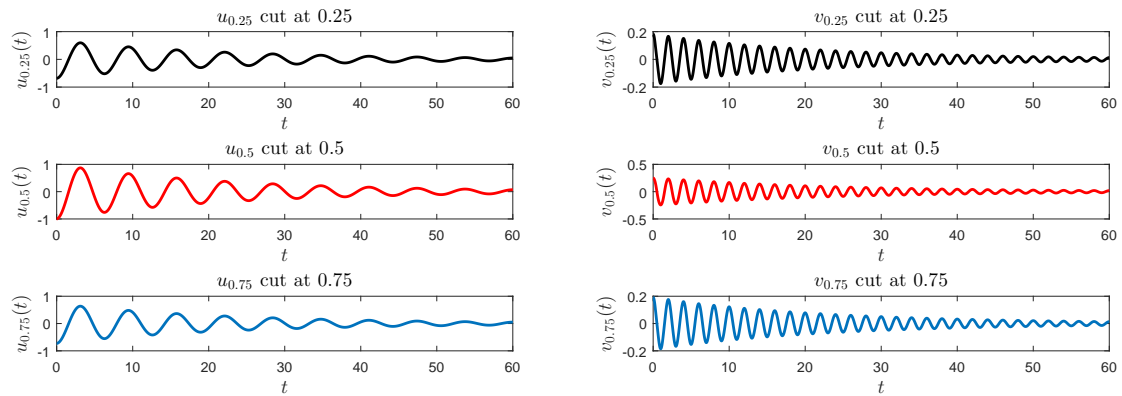 u₀.₂₅ cut at 0.25
u₀.₂₅(t)
1
0
-1
0 10 20 30 40 50 60
t
v₀.₂₅ cut at 0.25
v₀.₂₅(t)
0.2
0
-0.2
0 10 20 30 40 50 60
t
u₀.₅ cut at 0.5
u₀.₅(t)
1
0
-1
0 10 20 30 40 50 60
t
v₀.₅ cut at 0.5
v₀.₅(t)
0.5
0
-0.5
0 10 20 30 40 50 60
t
u₀.₇₅ cut at 0.75
u₀.₇₅(t)
1
0
-1
0 10 20 30 40 50 60
t
v₀.₇₅ cut at 0.75
v₀.₇₅(t)
0.2
0
-0.2
0 10 20 30 40 50 60
t